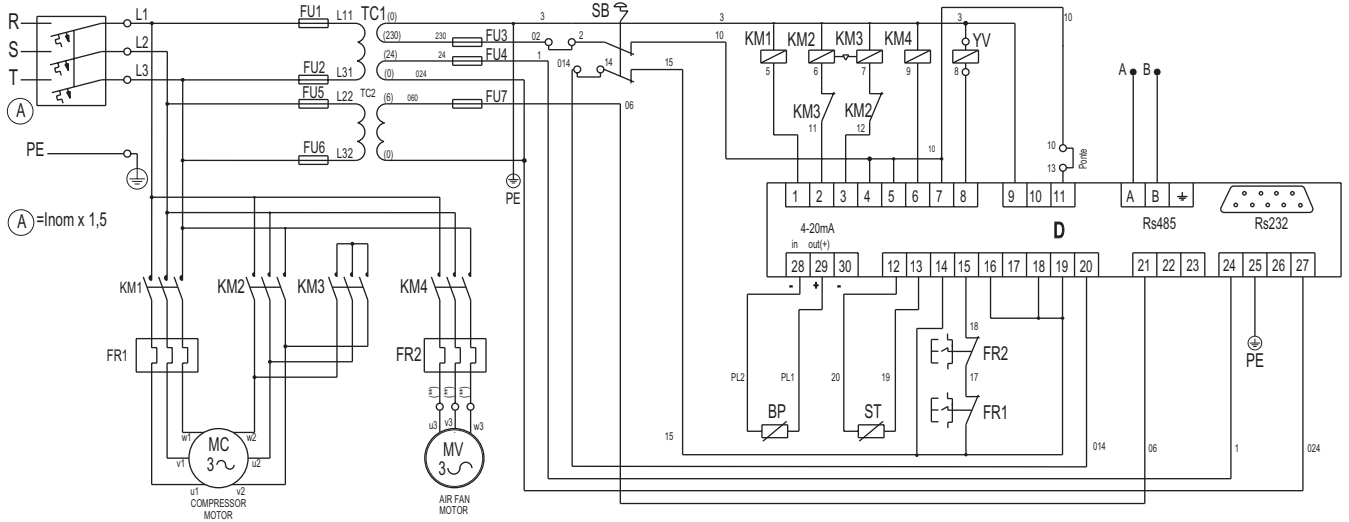 R L1 FU1 L11 TC1 (0) 3 SB 3 3 10
S L2 (230) 230 FU3 02 2 10 KM1 KM2 KM3 KM4 YV
T L3 FU2 L31 (24) 24 FU4 1 014 14 15 5 6 7 9 8
(0) 024
A FU5 L22 TC2 (6) 060 FU7 06 KM3 KM2 A B
11 12
PE FU6 L32 (0) 10 10 13 Ponte
PE
A =Inom x 1,5
1 2 3 4 5 6 7 8 9 10 11 A B
4-20mA D Rs485 Rs232
in out(+)
28 29 30 12 13 14 15 16 17 18 19 20 21 22 23 24 25 26 27
- + -
KM1 KM2 KM3 KM4
18
FR1 FR2 FR2 PE
PL2 PL1 20 19 17
(**) (**) (**)
BP ST FR1
u3 v3 w3
w1 w2 15 014 06 1 024
MC 3 MV 3
v1 u2
u1 v2
COMPRESSOR
MOTOR
AIR FAN
MOTOR